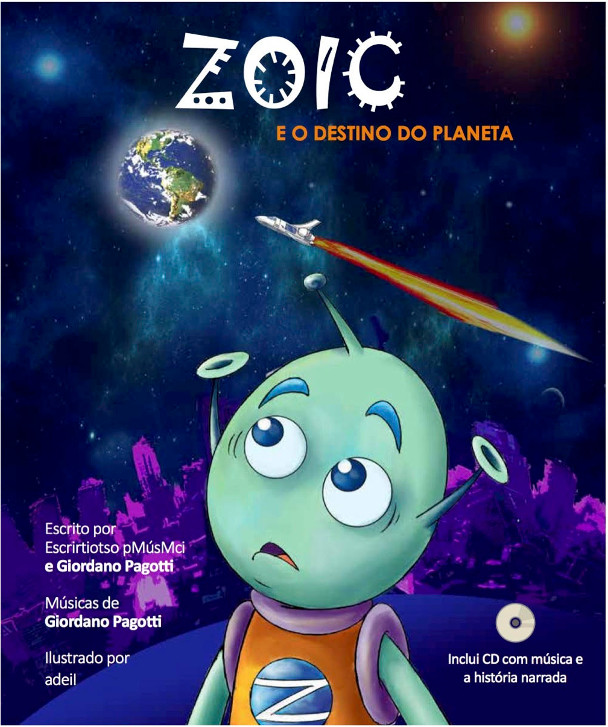 ZOIC
E O DESTINO DO PLANETA
Escrito por
Escrirtiotso pMúsMci
e Giordano Pagotti
Músicas de
Giordano Pagotti
Ilustrado por
adeil
Inclui CD com música e
a história narrada
Z